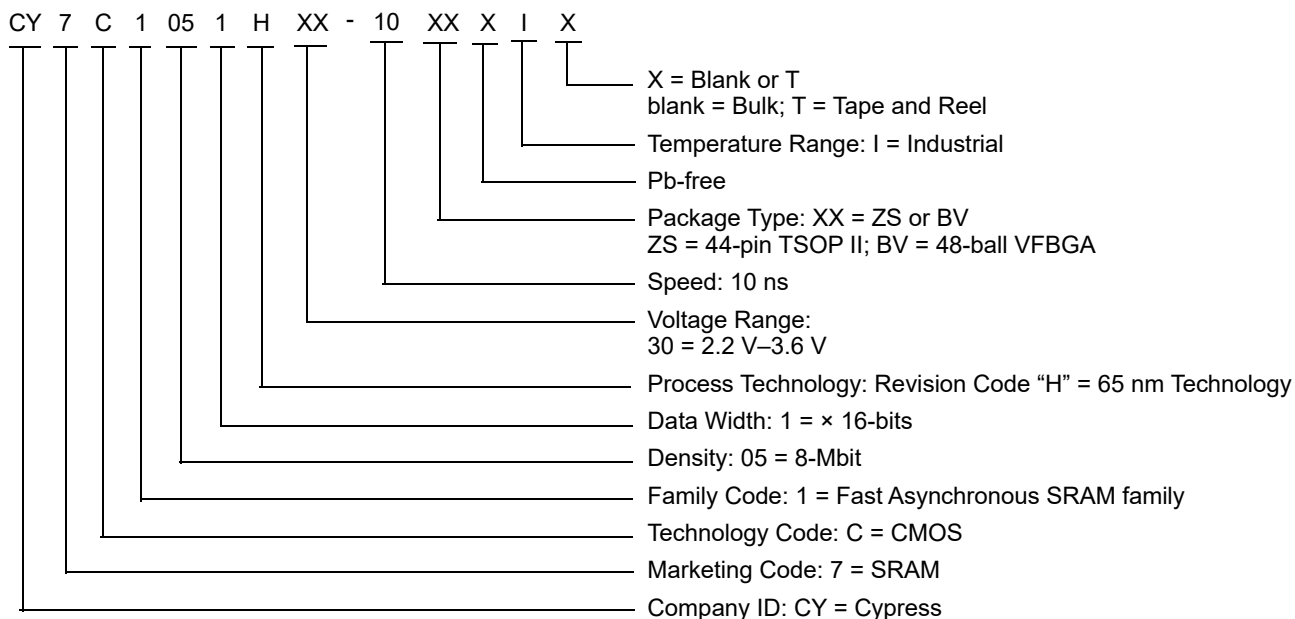 CY 7 C 1 05 1 H XX - 10 XX X I X
X = Blank or T
blank = Bulk; T = Tape and Reel
Temperature Range: I = Industrial
Pb-free
Package Type: XX = ZS or BV
ZS = 44-pin TSOP II; BV = 48-ball VFBGA
Speed: 10 ns
Voltage Range:
30 = 2.2 V–3.6 V
Process Technology: Revision Code “H” = 65 nm Technology
Data Width: 1 = × 16-bits
Density: 05 = 8-Mbit
Family Code: 1 = Fast Asynchronous SRAM family
Technology Code: C = CMOS
Marketing Code: 7 = SRAM
Company ID: CY = Cypress